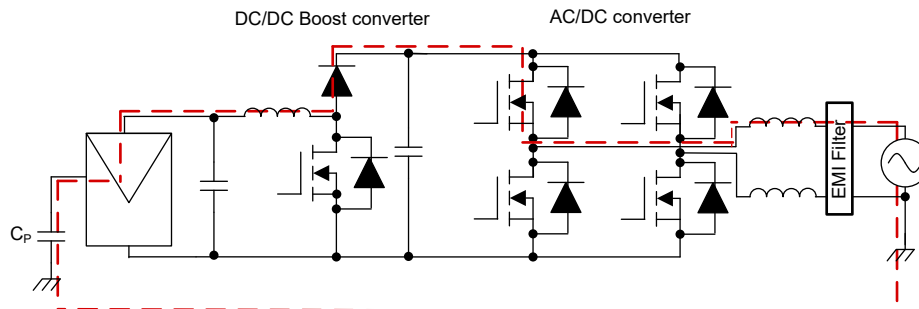 DC/DC Boost converter
AC/DC converter
EMI Filter
CP